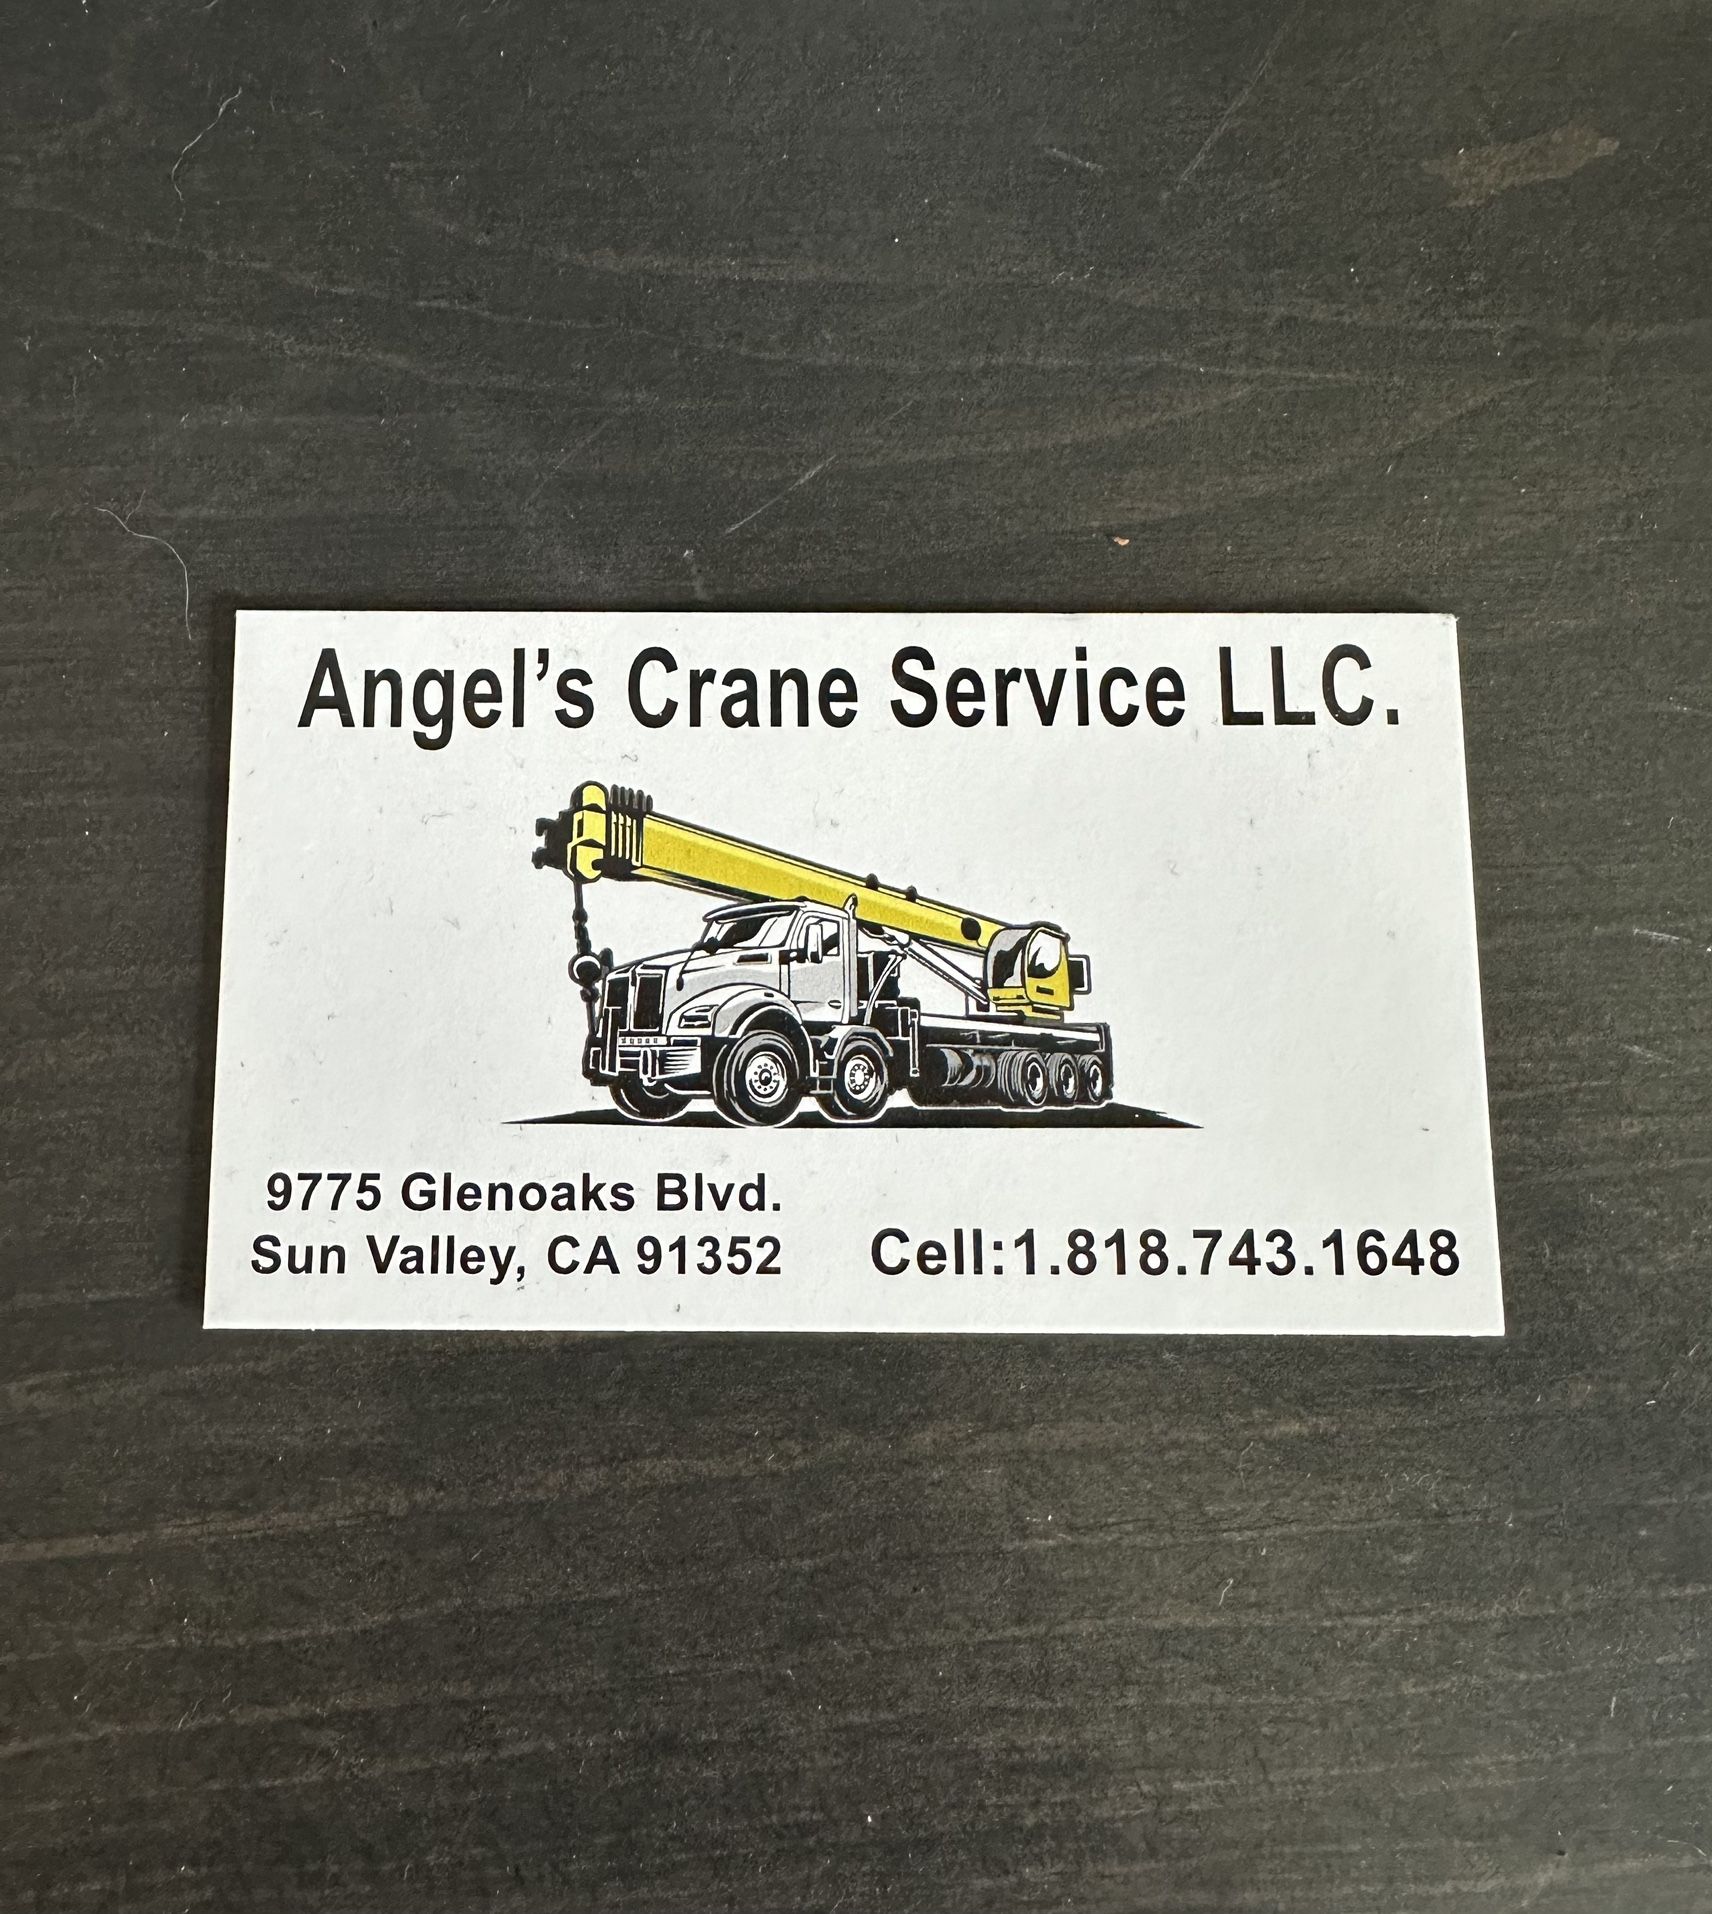 Angel’s Crane Service LLC.
9775 Glenoaks Blvd.
Sun Valley, CA 91352
Cell:1.818.743.1648